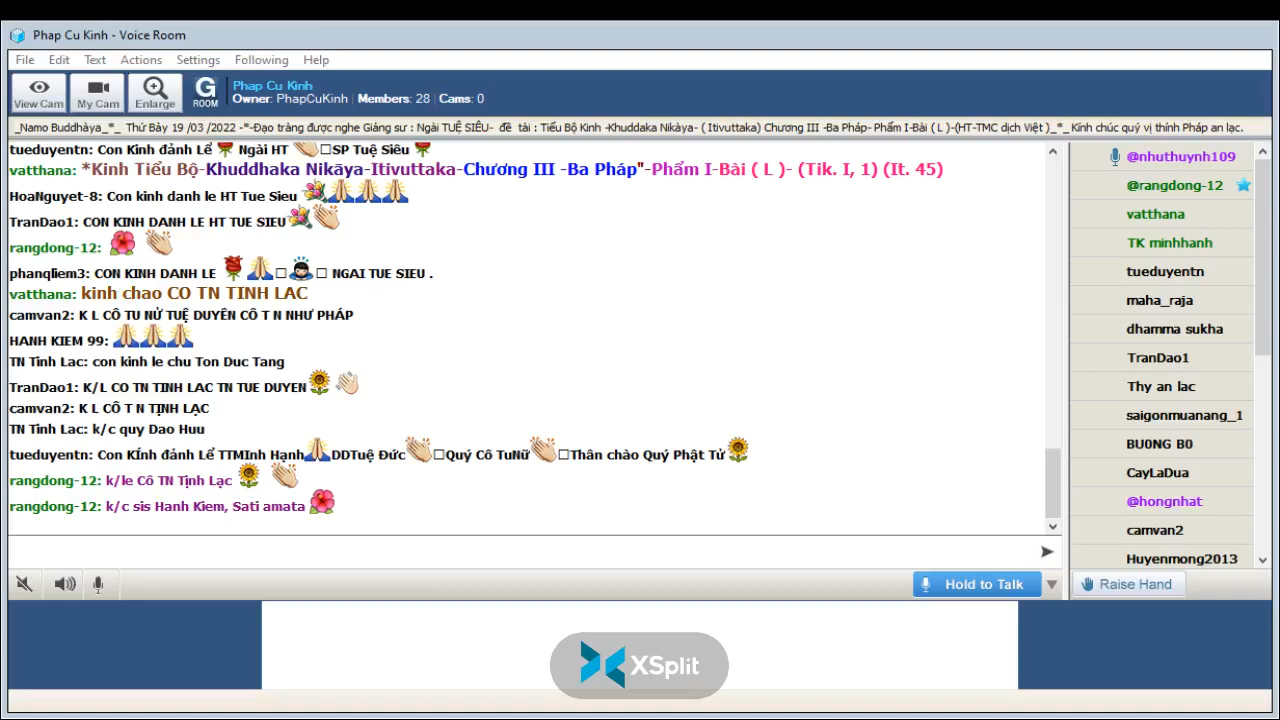 Phap Cu Kinh - Voice Room
File Edit Text Actions Settings Following Help
View Cam My Cam Enlarge G ROOM
Phap Cu Kinh
Owner: PhapCuKinh Members: 28 Cams: 0
_Namo Buddhàya_*_ Thứ Bảy 19 /03 /2022 -*-Đạo tràng được nghe Giảng sư : Ngài TUỆ SIÊU- đề tài : Tiểu Bộ Kinh -Khuddaka Nikàya- ( Itivuttaka) Chương III -Ba Pháp- Phẩm I-Bài ( L )-(HT-TMC dịch Việt )_*_ Kính chúc quý vị thính Pháp an lạc.
tueduyentn: Con Kính đảnh Lể Ngài HT SP Tuệ Siêu
vatthana: *Kinh Tiểu Bộ-Khuddhaka Nikāya-Itivuttaka-Chương III -Ba Pháp"-Phẩm I-Bài ( L )- (Tik. I, 1) (It. 45)
HoaNguyet-8: Con kinh danh le HT Tue Sieu
TranDao1: CON KINH DANH LE HT TUE SIEU
rangdong-12:
phanqliem3: CON KINH DANH LE NGAI TUE SIEU .
vatthana: kinh chao CO TN TINH LAC
camvan2: K L CÔ TU NỬ TUỆ DUYÊN CÔ T N NHƯ PHÁP
HANH KIEM 99:
TN Tinh Lac: con kinh le chu Ton Duc Tang
TranDao1: K/L CO TN TINH LAC TN TUE DUYEN
camvan2: K L CÔ T N TỊNH LẠC
TN Tinh Lac: k/c quy Dao Huu
tueduyentn: Con KÍnh đảnh Lể TTMInh Hạnh DDTuệ Đức Quý Cô TuNữ Thân chào Quý Phật Tử
rangdong-12: k/le Cô TN Tịnh Lạc
rangdong-12: k/c sis Hanh Kiem, Sati amata
@nhuthuynh109
@rangdong-12
vatthana
TK minhhanh
tueduyentn
maha_raja
dhamma sukha
TranDao1
Thy an lac
saigonmuanang_1
BU0NG B0
CayLaDua
@hongnhat
camvan2
Huyenmong2013
Hold to Talk
Raise Hand
XSplit